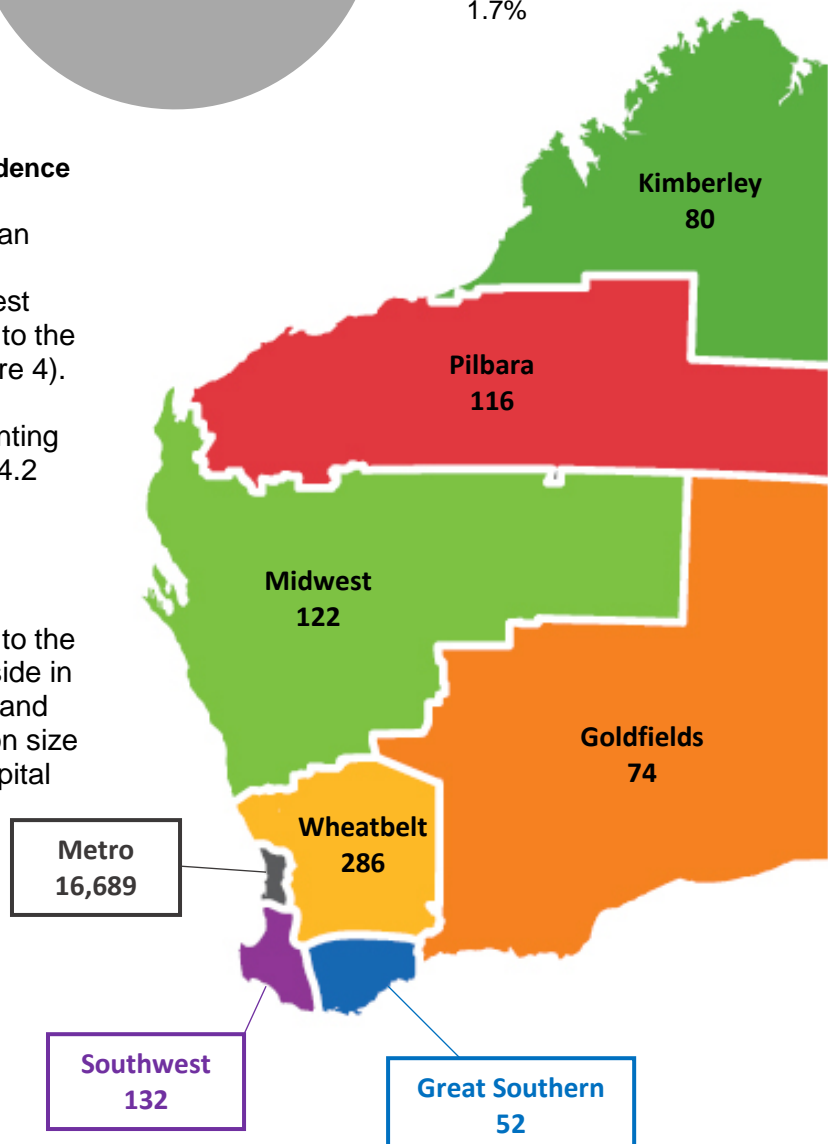 1.7%
dence
an
est
to the
re 4).
nting
4.2
to the
side in
and
on size
pital
Kimberley
80
Pilbara
116
Midwest
122
Goldfields
74
Wheatbelt
286
Metro
16,689
Southwest
132
Great Southern
52